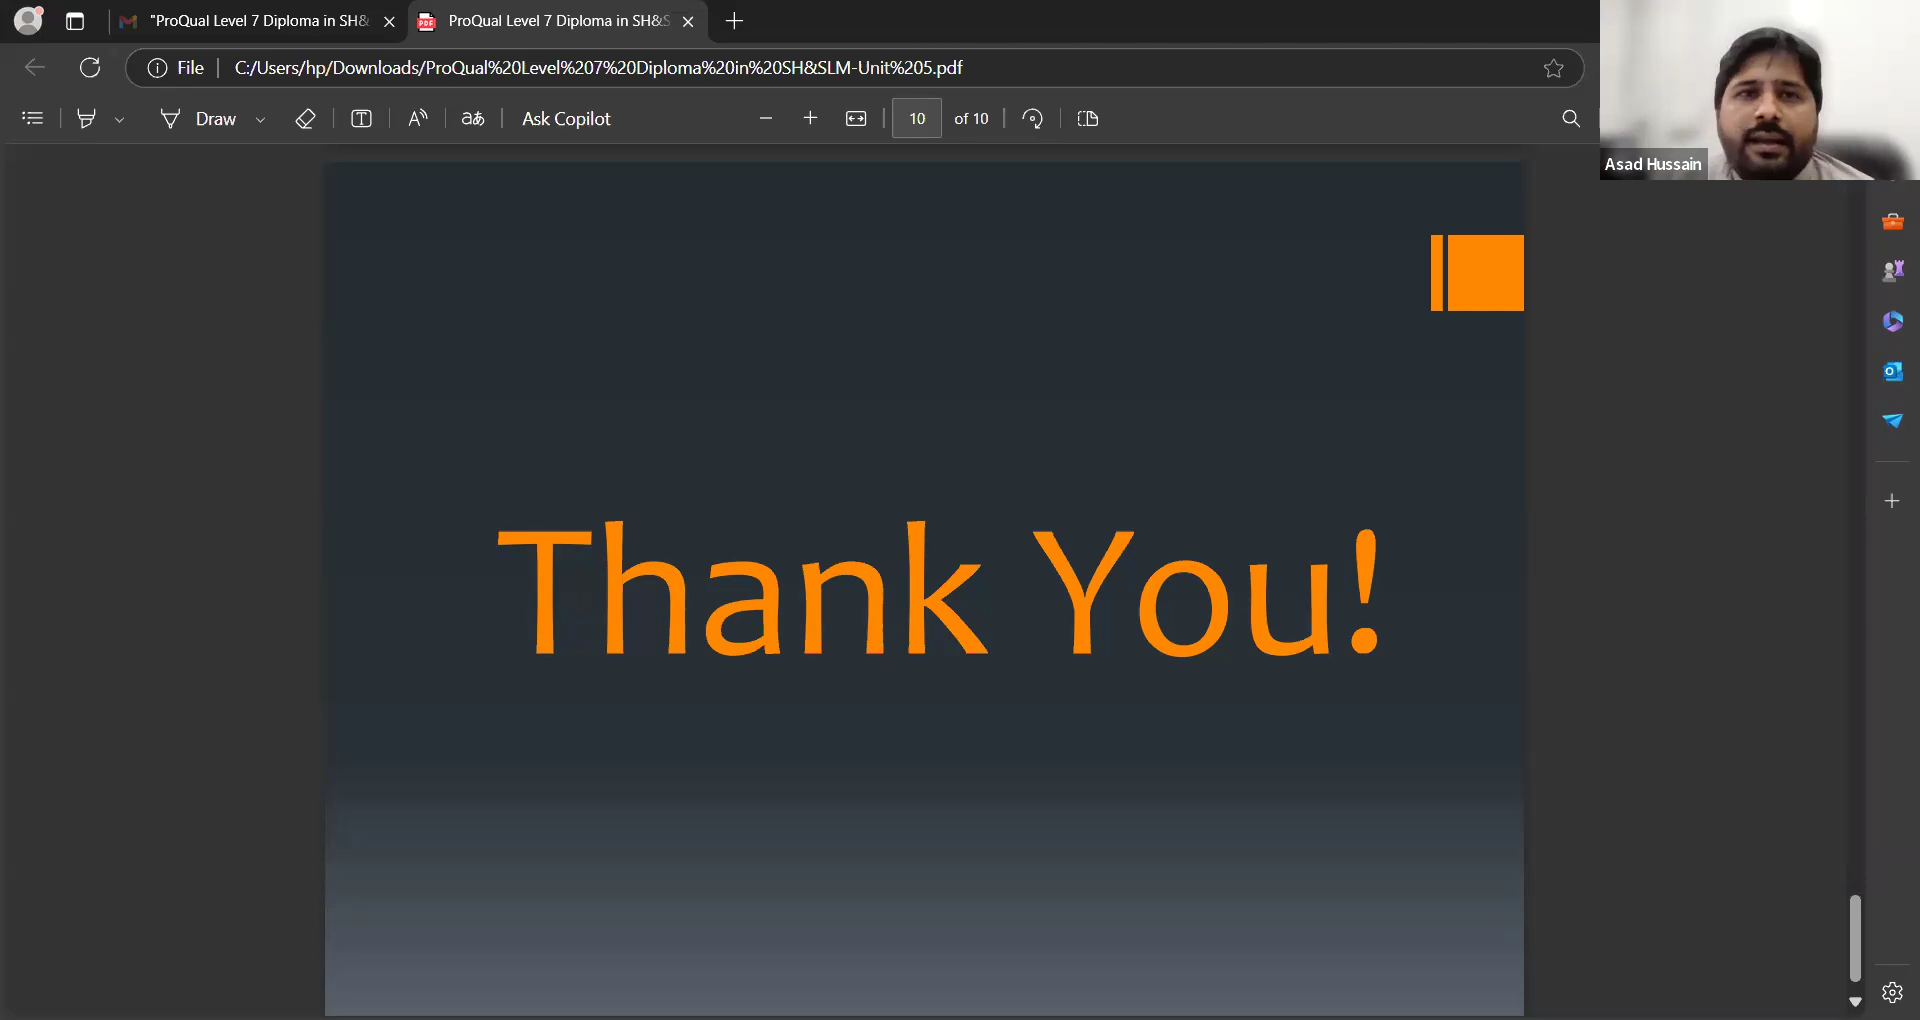 "ProQual Level 7 Diploma in SH&
ProQual Level 7 Diploma in SH&S
File
C:/Users/hp/Downloads/ProQual%20Level%207%20Diploma%20in%20SH&SLM-Unit%205.pdf
Draw
Ask Copilot
10 of 10
Asad Hussain
Thank You!